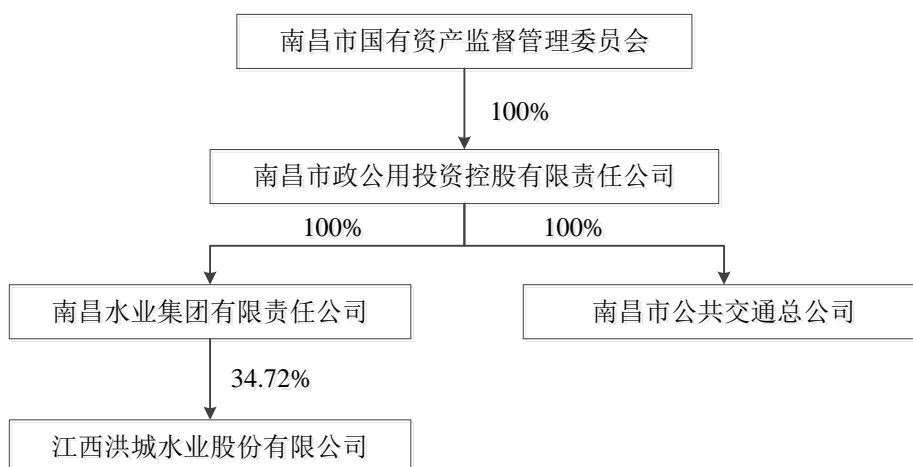 南昌市国有资产监督管理委员会
100%
南昌市政公用投资控股有限责任公司
100%
100%
南昌水业集团有限责任公司
南昌市公共交通总公司
34.72%
江西洪城水业股份有限公司